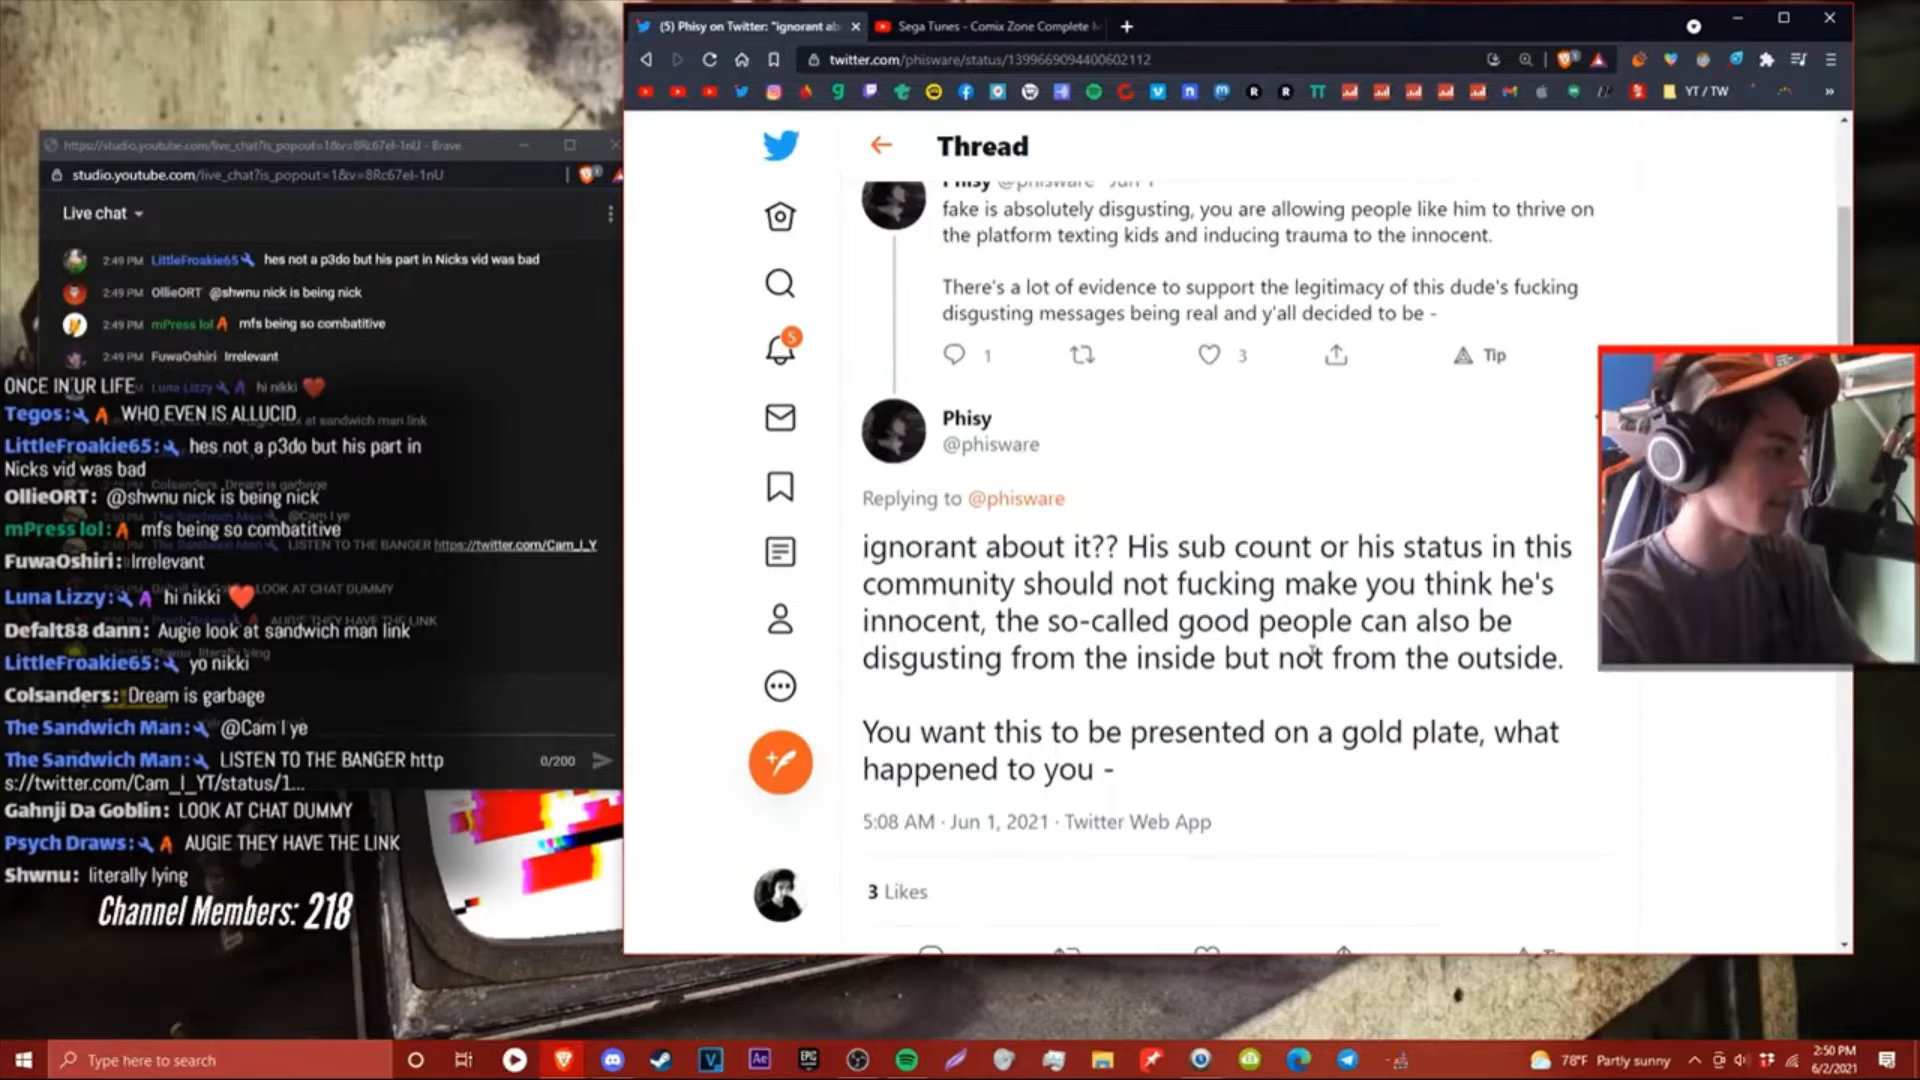 (5) Phisy on Twitter: "ignorant ab
Sega Tunes - Comix Zone Complete
twitter.com/phisware/status/1399669094400602112
YT / TW
https://studio.youtube.com/live_chat?is_popout=1&v=8Rc67eI-1nU - Brave
studio.youtube.com/live_chat?is_popout=1&v=8Rc67eI-1nU
Live chat
2:49 PM LittleFroakie65 hes not a p3do but his part in Nicks vid was bad
2:49 PM OllieORT @shwnu nick is being nick
2:49 PM mPress lol mfs being so combatitive
2:49 PM FuwaOshiri Irrelevant
Luna Lizzy hi nikki
at sandwich man link
Colsanders Dream is garbage
The Sandwich Man @Cam I ye
LISTEN TO THE BANGER https://twitter.com/Cam_I_Y
LOOK AT CHAT DUMMY
AUGIE THEY HAVE THE LINK
Shwnu literally lying
0/200
ONCE IN UR LIFE
Tegos: WHO EVEN IS ALLUCID
LittleFroakie65: hes not a p3do but his part in
Nicks vid was bad
OllieORT: @shwnu nick is being nick
mPress lol: mfs being so combatitive
FuwaOshiri: Irrelevant
Luna Lizzy: hi nikki
Defalt88 dann: Augie look at sandwich man link
LittleFroakie65: yo nikki
Colsanders: Dream is garbage
The Sandwich Man: @Cam I ye
The Sandwich Man: LISTEN TO THE BANGER http
s://twitter.com/Cam_I_YT/status/1...
Gahnji Da Goblin: LOOK AT CHAT DUMMY
Psych Draws: AUGIE THEY HAVE THE LINK
Shwnu: literally lying
Channel Members: 218
Thread
Phisy @phisware · Jun 1
fake is absolutely disgusting, you are allowing people like him to thrive on
the platform texting kids and inducing trauma to the innocent.
There's a lot of evidence to support the legitimacy of this dude's fucking
disgusting messages being real and y'all decided to be -
1 3 Tip
5
Phisy
@phisware
Replying to @phisware
ignorant about it?? His sub count or his status in this
community should not fucking make you think he's
innocent, the so-called good people can also be
disgusting from the inside but not from the outside.
You want this to be presented on a gold plate, what
happened to you -
5:08 AM · Jun 1, 2021 · Twitter Web App
3 Likes
Tip
Type here to search
78°F Partly sunny
2:50 PM
6/2/2021